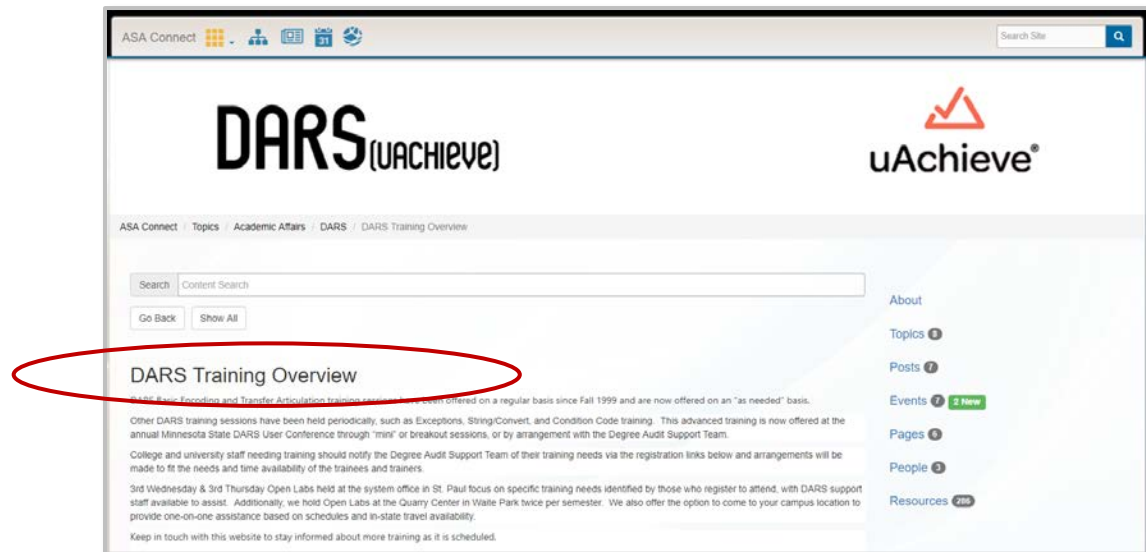 ASA Connect
31
Search Site
DARS(UACHIEVE)
uAchieve®
ASA Connect / Topics / Academic Affairs / DARS / DARS Training Overview
Search Content Search
Go Back Show All
DARS Training Overview
DARS Basic Encoding and Transfer Articulation training sessions have been offered on a regular basis since Fall 1999 and are now offered on an "as needed" basis.
Other DARS training sessions have been held periodically, such as Exceptions, String/Convert, and Condition Code training. This advanced training is now offered at the
annual Minnesota State DARS User Conference through "mini" or breakout sessions, or by arrangement with the Degree Audit Support Team.
College and university staff needing training should notify the Degree Audit Support Team of their training needs via the registration links below and arrangements will be
made to fit the needs and time availability of the trainees and trainers.
3rd Wednesday & 3rd Thursday Open Labs held at the system office in St. Paul focus on specific training needs identified by those who register to attend, with DARS support
staff available to assist. Additionally, we hold Open Labs at the Quarry Center in Waite Park twice per semester. We also offer the option to come to your campus location to
provide one-on-one assistance based on schedules and in-state travel availability.
Keep in touch with this website to stay informed about more training as it is scheduled.
About
Topics 3
Posts 7
Events 7 2 New
Pages 6
People 3
Resources 286